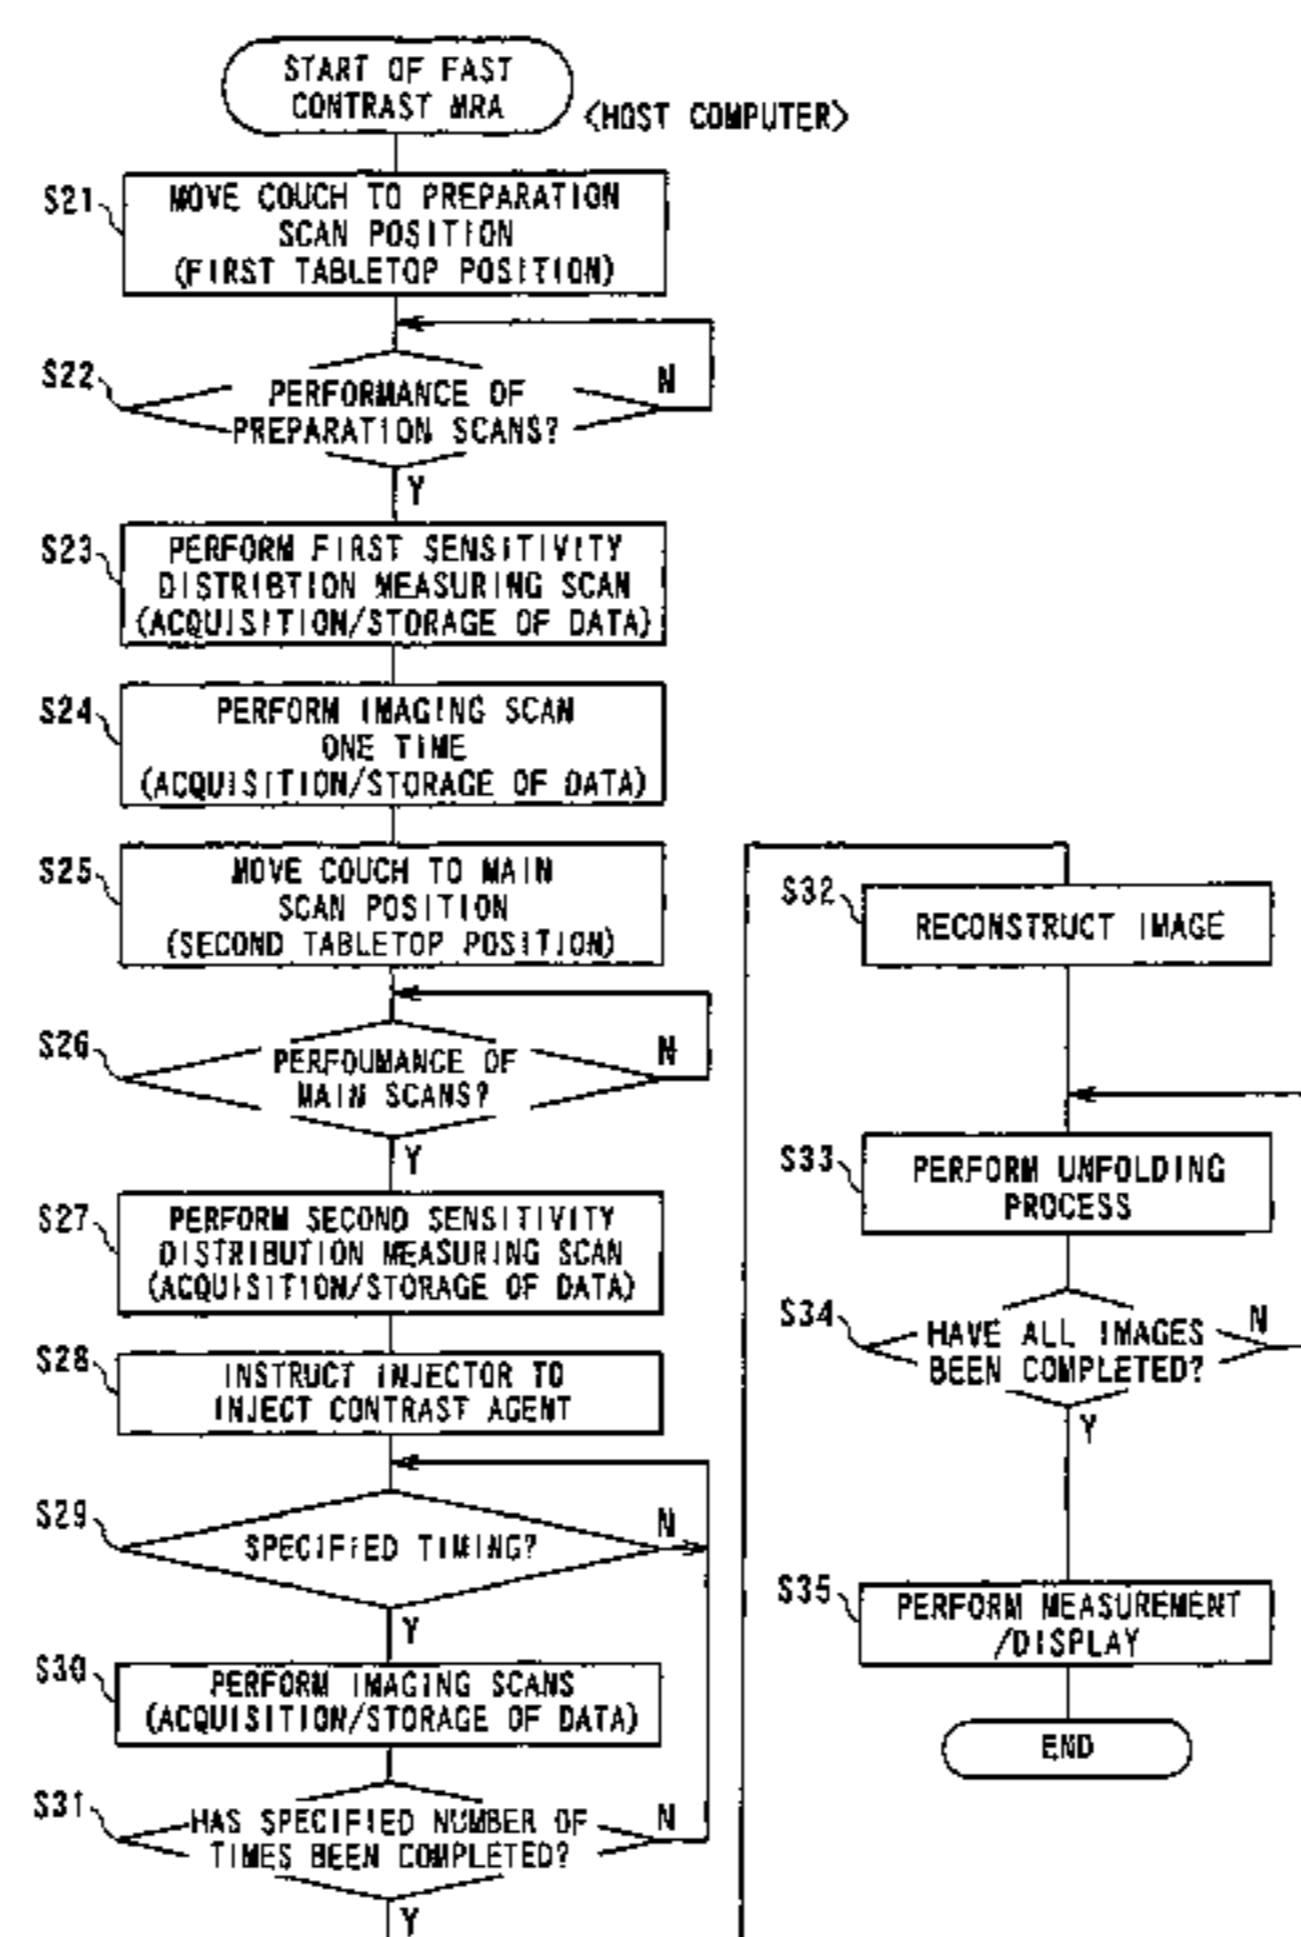 START OF FAST
CONTRAST MRA
<HOST COMPUTER>
S21
MOVE COUCH TO PREPARATION
SCAN POSITION
(FIRST TABLETOP POSITION)
S22
PERFORMANCE OF
PREPARATION SCANS?
N
Y
S23
PERFORM FIRST SENSITIVITY
DISTRIBTION MEASURING SCAN
(ACQUISITION/STORAGE OF DATA)
S24
PERFORM IMAGING SCAN
ONE TIME
(ACQUISITION/STORAGE OF DATA)
S25
MOVE COUCH TO MAIN
SCAN POSITION
(SECOND TABLETOP POSITION)
S26
PERFOUMANCE OF
MAIN SCANS?
N
Y
S27
PERFORM SECOND SENSITIVITY
DISTRIBUTION MEASURING SCAN
(ACQUISITION/STORAGE OF DATA)
S28
INSTRUCT INJECTOR TO
INJECT CONTRAST AGENT
S29
SPECIFIED TIMING?
N
Y
S30
PERFORM IMAGING SCANS
(ACQUISITION/STORAGE OF DATA)
S31
HAS SPECIFIED NUMBER OF
TIMES BEEN COMPLETED?
N
Y
S32
RECONSTRUCT IMAGE
S33
PERFORM UNFOLDING
PROCESS
S34
HAVE ALL IMAGES
BEEN COMPLETED?
N
Y
S35
PERFORM MEASUREMENT
/DISPLAY
END